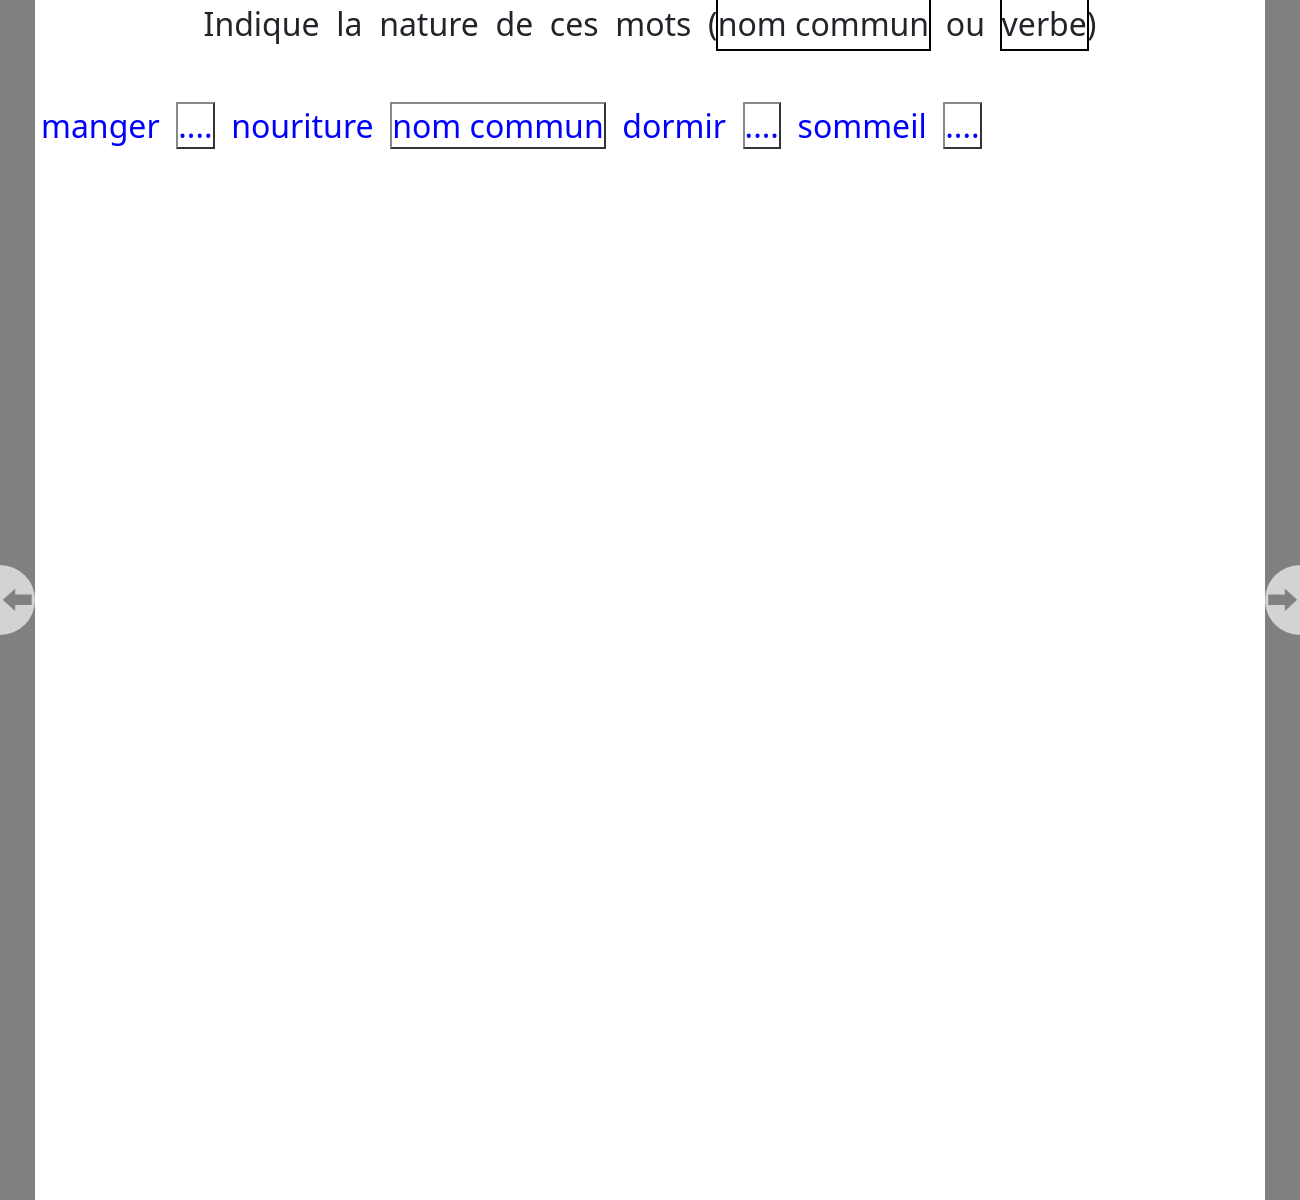 Indique la nature de ces mots (nom commun ou verbe)
manger .... nouriture nom commun dormir .... sommeil ....